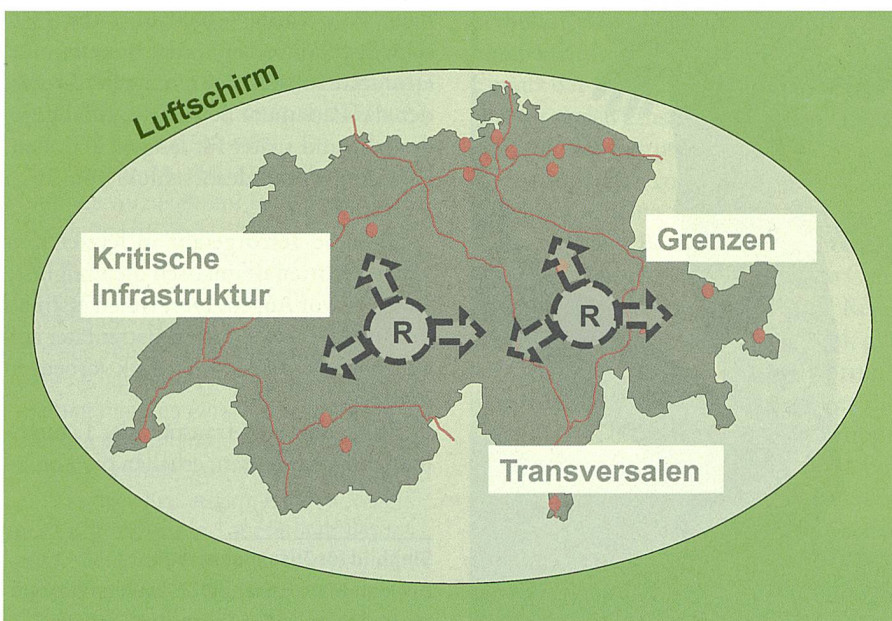 Luftschirm
Kritische
Infrastruktur
Grenzen
R
R
Transversalen